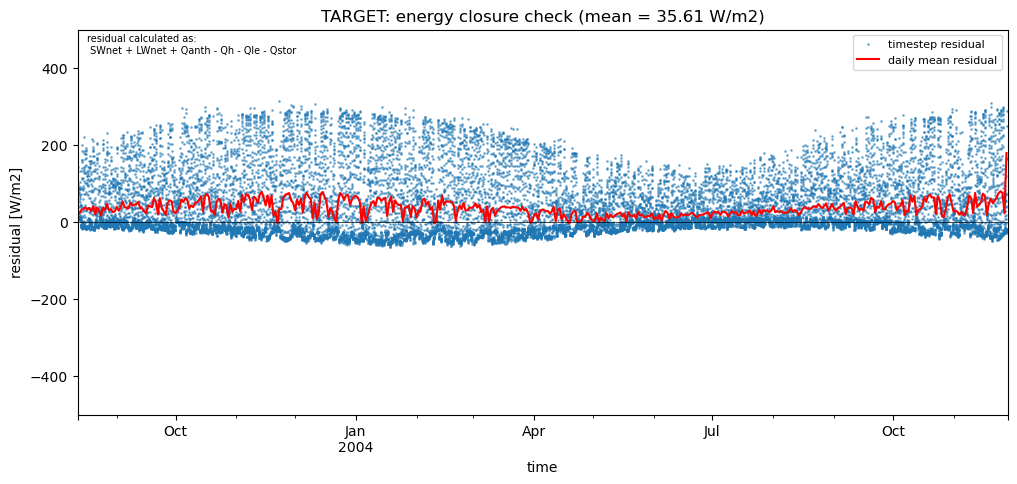 TARGET: energy closure check (mean = 35.61 W/m2)
residual calculated as:
SWnet + LWnet + Qanth - Qh - Qle - Qstor
timestep residual
daily mean residual
residual [W/m2]
400
200
0
−200
−400
Oct
Jan
2004
Apr
Jul
Oct
time